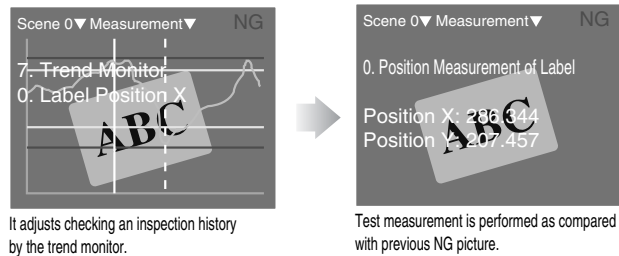 Scene 0▼ Measurement▼ NG
7. Trend Monitor
0. Label Position X
ABC
It adjusts checking an inspection history
by the trend monitor.
Scene 0▼ Measurement▼ NG
0. Position Measurement of Label
Position X: 286.344
Position Y: 207.457
ABC
Test measurement is performed as compared
with previous NG picture.